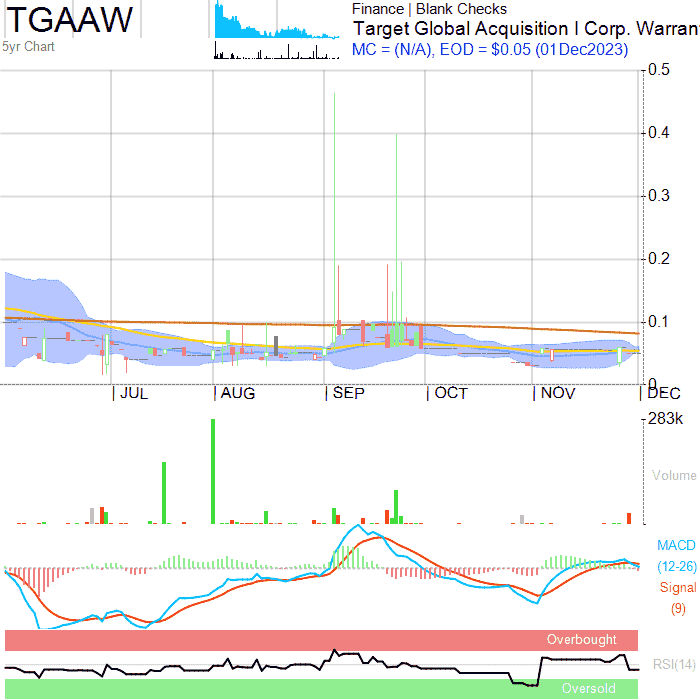 TGAAW
5yr Chart
Finance | Blank Checks
Target Global Acquisition I Corp. Warran
MC = (N/A), EOD = $0.05 (01Dec2023)
0.5
0.4
0.3
0.2
0.1
0
JUL AUG SEP OCT NOV DEC
283k
Volume
MACD
(12-26)
Signal
(9)
Overbought
RSI(14)
Oversold